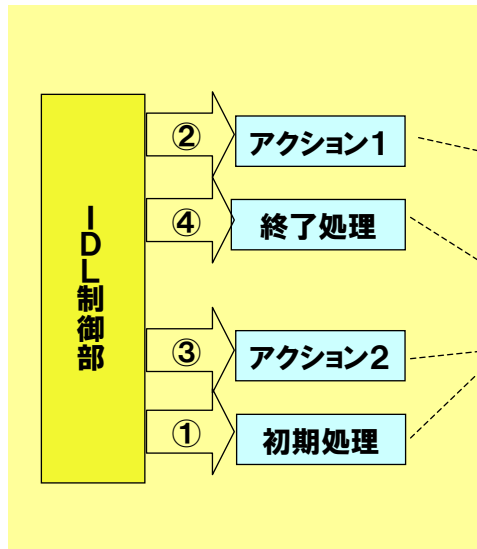 IDL制御部
②
アクション1
④
終了処理
③
アクション2
①
初期処理